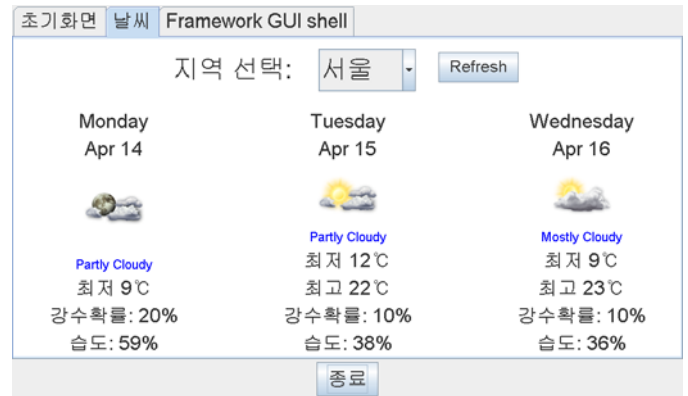 초기화면 날씨 Framework GUI shell
지역 선택: 서울 Refresh
Monday Tuesday Wednesday
Apr 14 Apr 15 Apr 16
Partly Cloudy Partly Cloudy Mostly Cloudy
최저 9℃ 최저 12℃ 최저 9℃
최고 22℃ 최고 23℃
강수확률: 20% 강수확률: 10% 강수확률: 10%
습도: 59% 습도: 38% 습도: 36%
종료